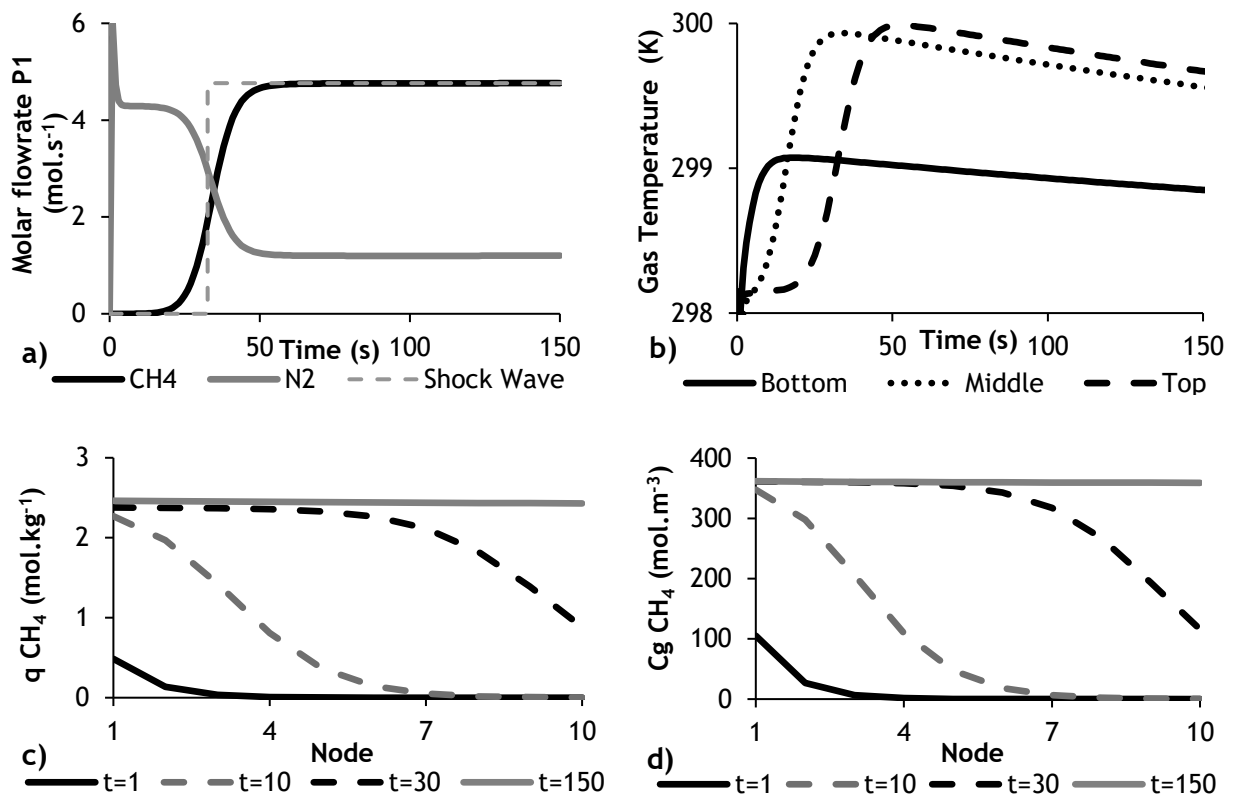 Molar flowrate P1
(mol.s-1)
6
4
2
0
0
50
100
150
Time (s)
a)
CH4
N2
Shock Wave
Gas Temperature (K)
300
299
298
0
50
100
150
Time (s)
b)
Bottom
Middle
Top
q CH4 (mol.kg-1)
3
2
1
0
1
4
7
10
Node
c)
t=1
t=10
t=30
t=150
Cg CH4 (mol.m-3)
400
300
200
100
0
1
4
7
10
Node
d)
t=1
t=10
t=30
t=150